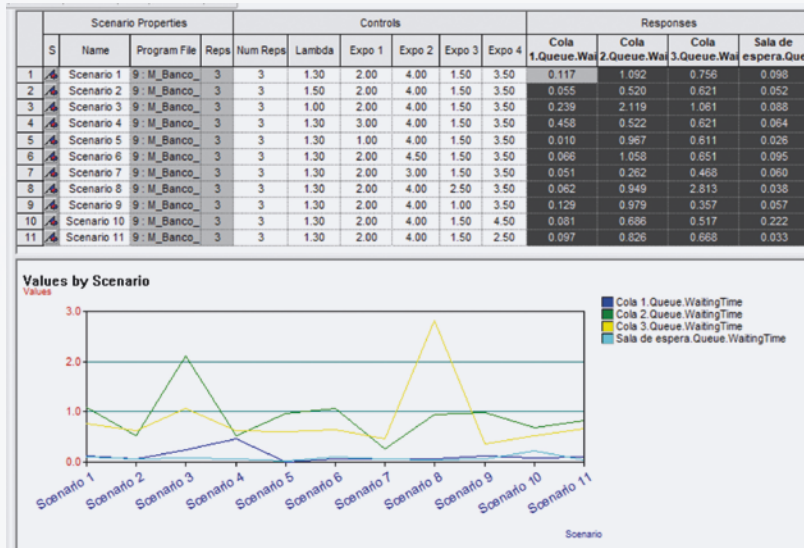 Scenario Properties Controls Responses
S Name Program File Reps Num Reps Lambda Expo 1 Expo 2 Expo 3 Expo 4 Cola 1.Queue.Wai Cola 2.Queue.Wai Cola 3.Queue.Wai Sala de espera.Que
1 Scenario 1 9 : M_Banco_ 3 3 1.30 2.00 4.00 1.50 3.50 0.117 1.092 0.756 0.098
2 Scenario 2 9 : M_Banco_ 3 3 1.50 2.00 4.00 1.50 3.50 0.055 0.520 0.621 0.052
3 Scenario 3 9 : M_Banco_ 3 3 1.00 2.00 4.00 1.50 3.50 0.239 2.119 1.061 0.088
4 Scenario 4 9 : M_Banco_ 3 3 1.30 3.00 4.00 1.50 3.50 0.458 0.522 0.621 0.064
5 Scenario 5 9 : M_Banco_ 3 3 1.30 1.00 4.00 1.50 3.50 0.010 0.967 0.611 0.026
6 Scenario 6 9 : M_Banco_ 3 3 1.30 2.00 4.50 1.50 3.50 0.066 1.058 0.651 0.095
7 Scenario 7 9 : M_Banco_ 3 3 1.30 2.00 3.00 1.50 3.50 0.051 0.262 0.468 0.060
8 Scenario 8 9 : M_Banco_ 3 3 1.30 2.00 4.00 2.50 3.50 0.062 0.949 2.813 0.038
9 Scenario 9 9 : M_Banco_ 3 3 1.30 2.00 4.00 1.00 3.50 0.129 0.979 0.357 0.057
10 Scenario 10 9 : M_Banco_ 3 3 1.30 2.00 4.00 1.50 4.50 0.081 0.686 0.517 0.222
11 Scenario 11 9 : M_Banco_ 3 3 1.30 2.00 4.00 1.50 2.50 0.097 0.826 0.668 0.033
Values by Scenario
Values
3.0
2.0
1.0
0.0
Cola 1.Queue.WaitingTime
Cola 2.Queue.WaitingTime
Cola 3.Queue.WaitingTime
Sala de espera.Queue.WaitingTime
Scenario 1
Scenario 2
Scenario 3
Scenario 4
Scenario 5
Scenario 6
Scenario 7
Scenario 8
Scenario 9
Scenario 10
Scenario 11
Scenario